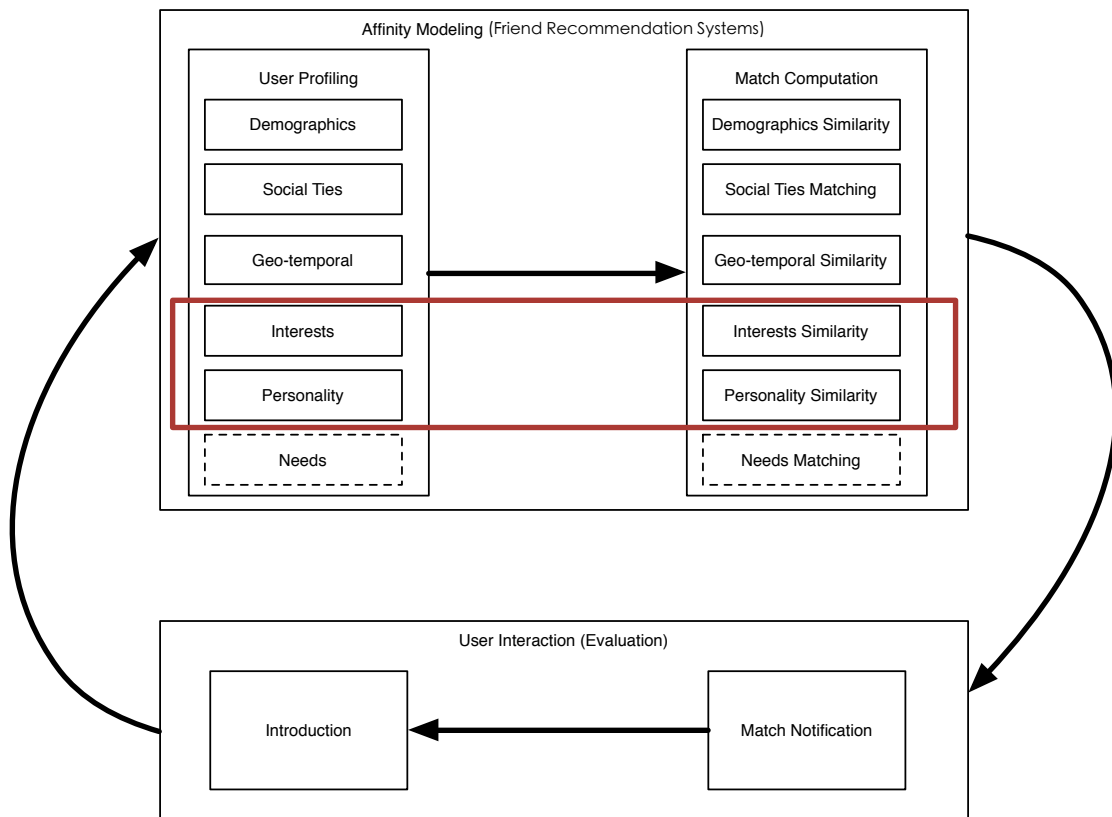 Affinity Modeling (Friend Recommendation Systems)
User Profiling
Demographics
Social Ties
Geo-temporal
Interests
Personality
Needs
Match Computation
Demographics Similarity
Social Ties Matching
Geo-temporal Similarity
Interests Similarity
Personality Similarity
Needs Matching
User Interaction (Evaluation)
Introduction
Match Notification